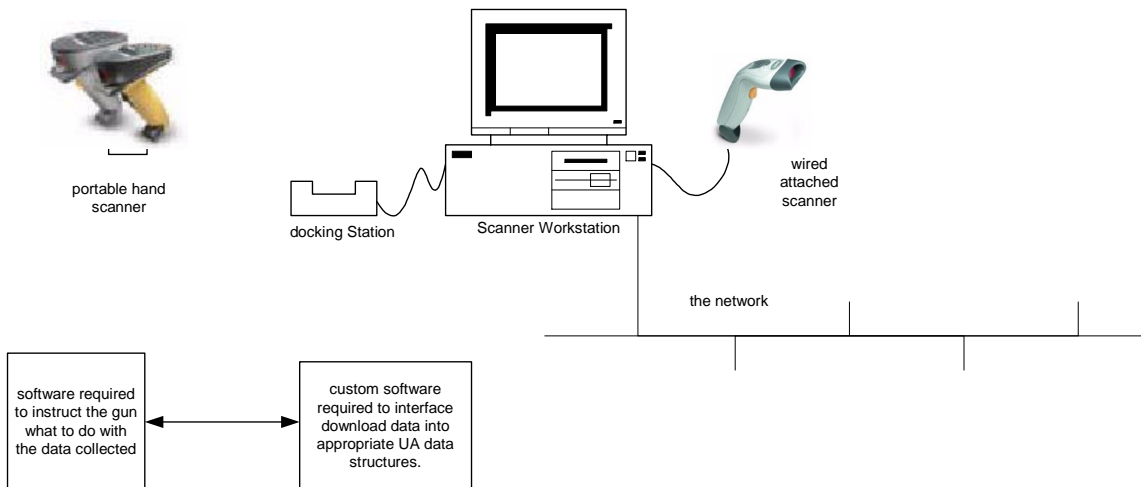 portable hand
scanner
docking Station
Scanner Workstation
wired
attached
scanner
the network
software required
to instruct the gun
what to do with
the data collected
custom software
required to interface
download data into
appropriate UA data
structures.